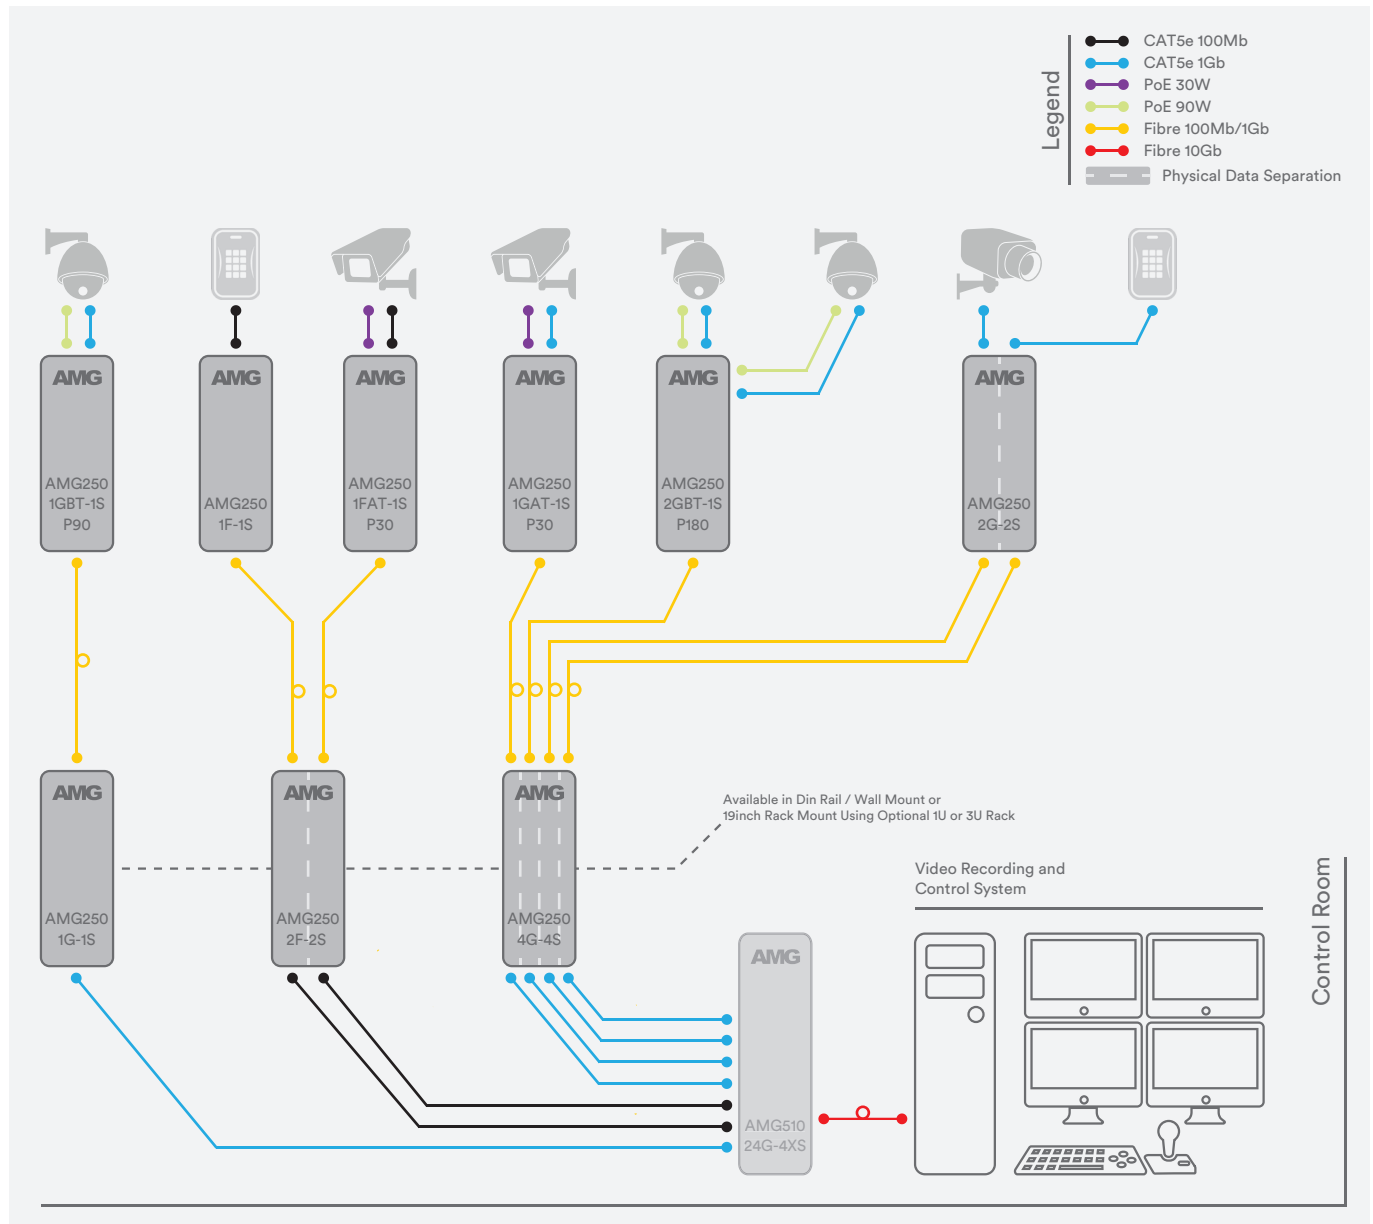 Legend
CAT5e 100Mb
CAT5e 1Gb
PoE 30W
PoE 90W
Fibre 100Mb/1Gb
Fibre 10Gb
Physical Data Separation
AMG
AMG250
1GBT-1S
P90
AMG
AMG250
1F-1S
AMG
AMG250
1FAT-1S
P30
AMG
AMG250
1GAT-1S
P30
AMG
AMG250
2GBT-1S
P180
AMG
AMG250
2G-2S
AMG
AMG250
1G-1S
AMG
AMG250
2F-2S
AMG
AMG250
4G-4S
Available in Din Rail / Wall Mount or
19inch Rack Mount Using Optional 1U or 3U Rack
AMG
AMG510
24G-4XS
Video Recording and
Control System
Control Room